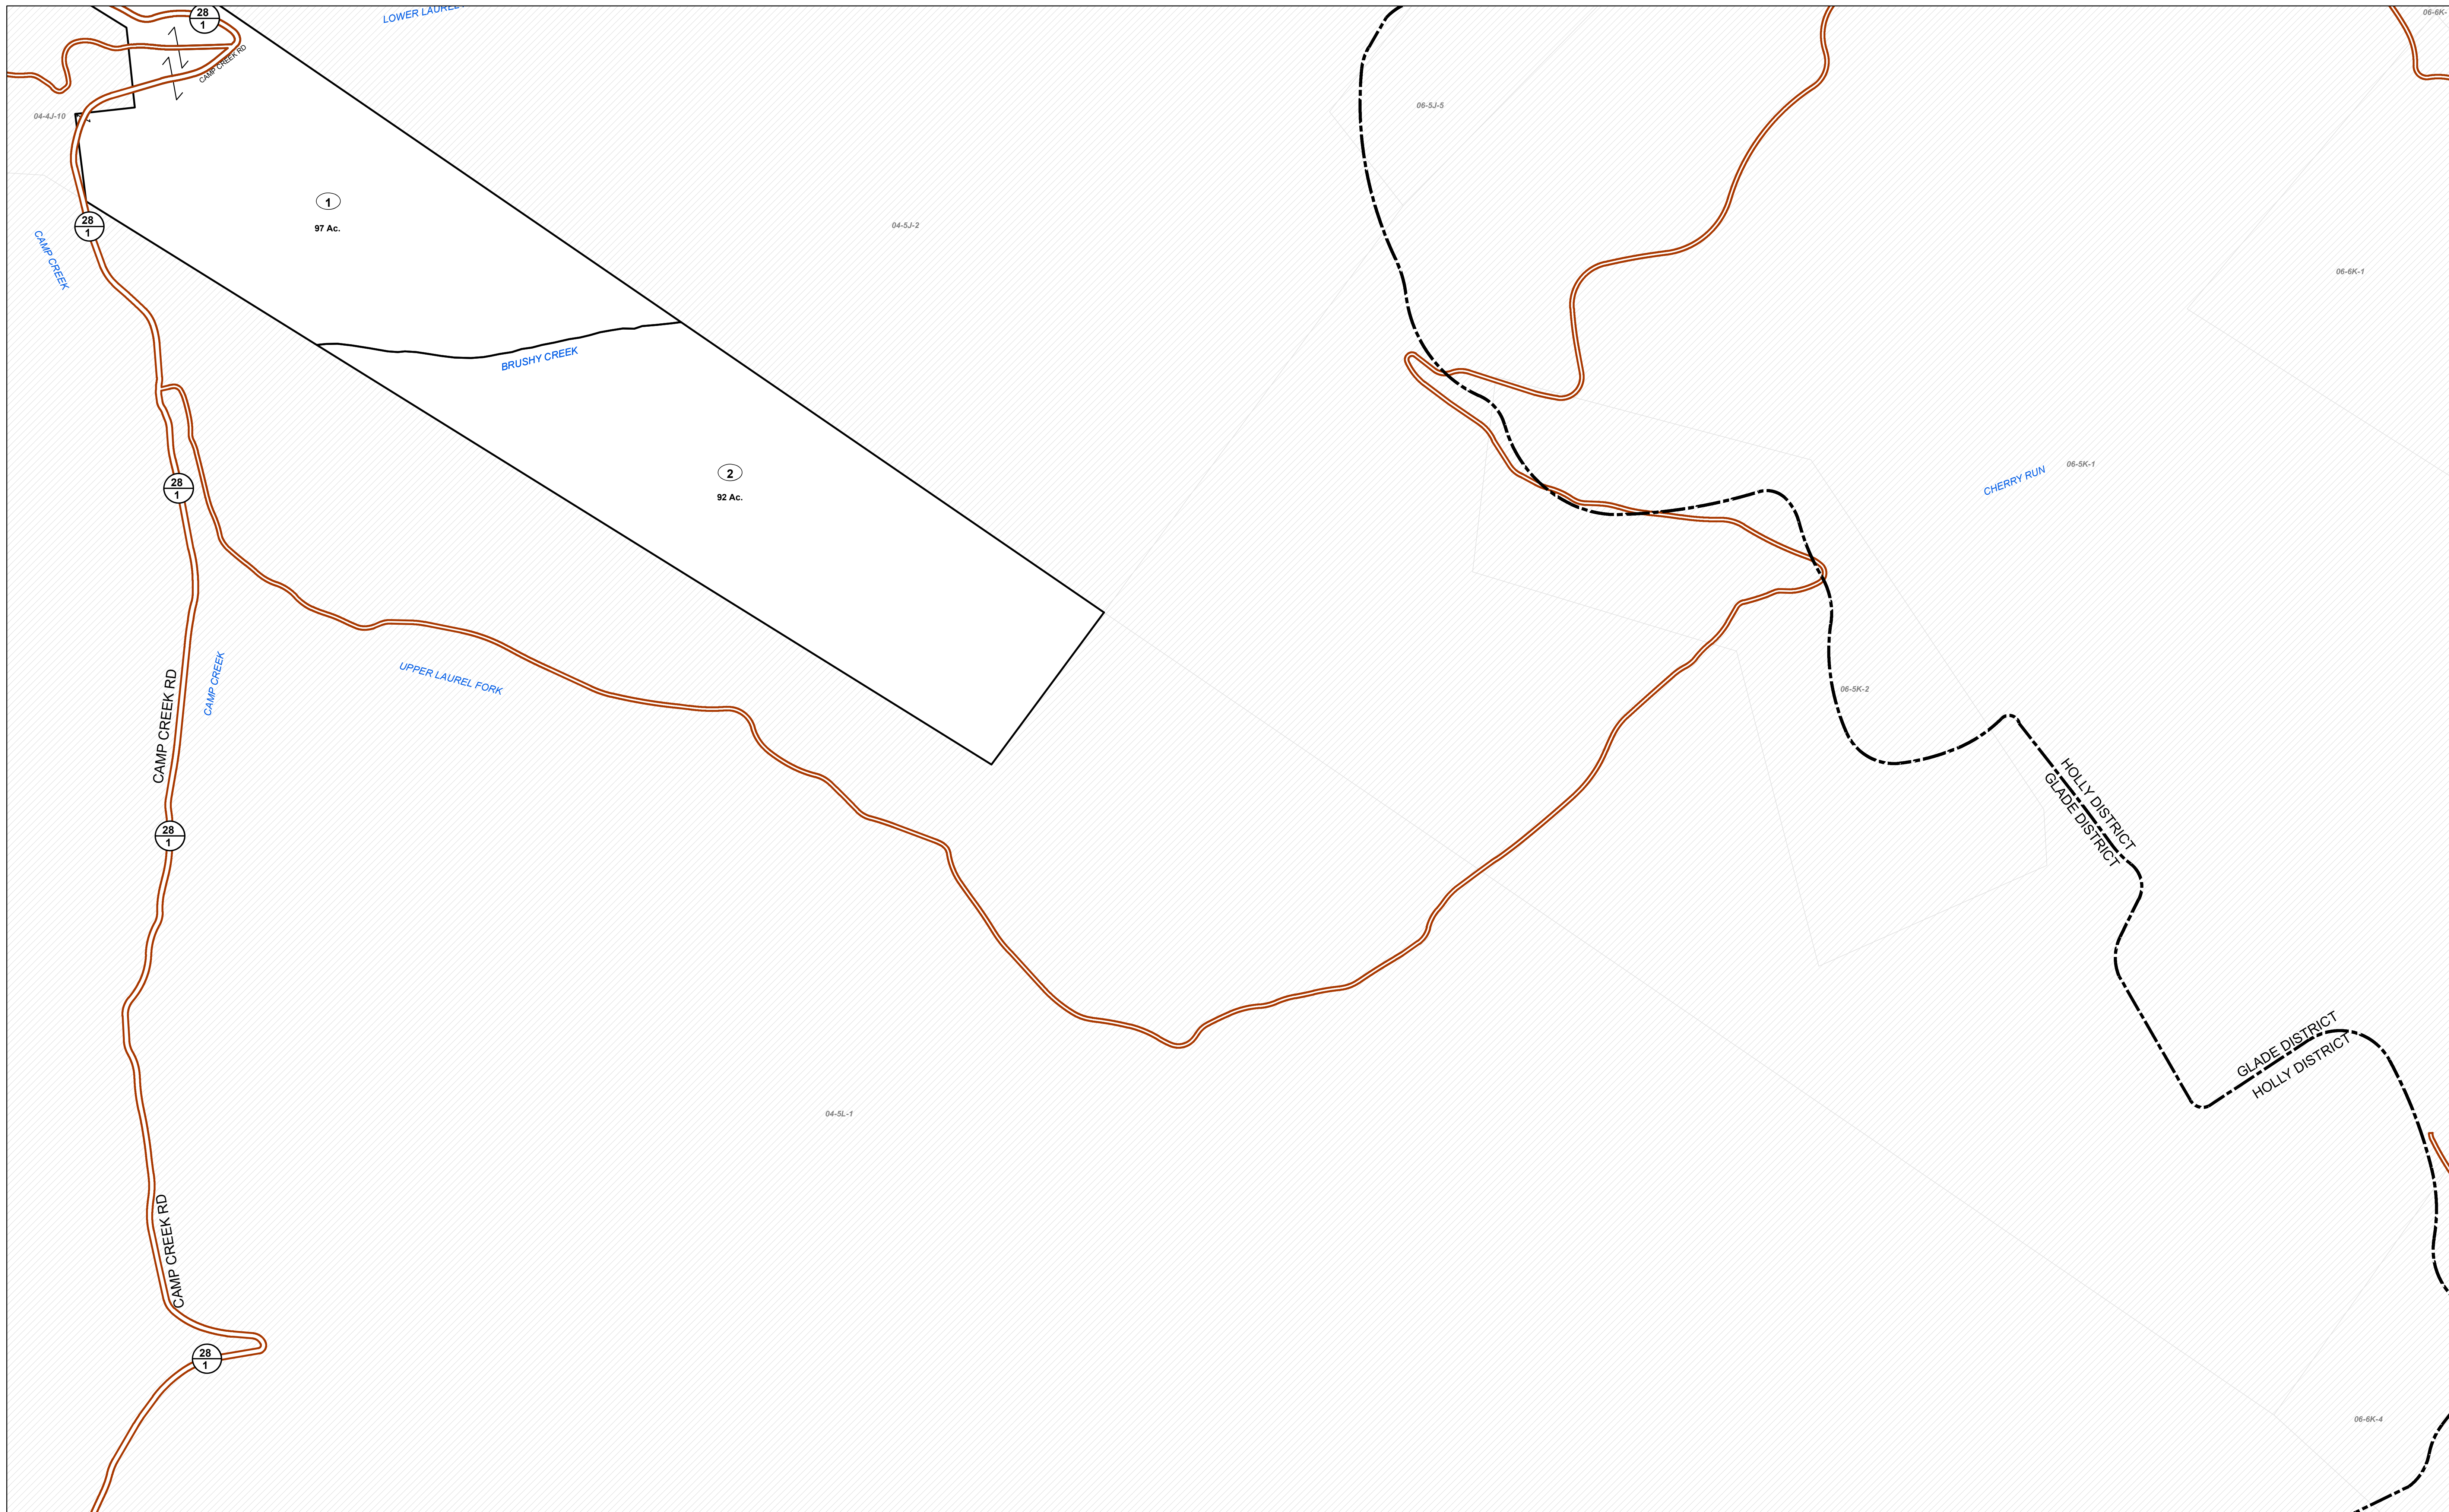 28
1
LOWER LAUREL
06-6K-
CAMP CREEK RD
04-4J-10
06-5J-5
1
97 Ac.
28
1
04-5J-2
CAMP CREEK
06-6K-1
BRUSHY CREEK
2
92 Ac.
06-5K-1
CHERRY RUN
28
1
CAMP CREEK RD
CAMP CREEK
UPPER LAUREL FORK
06-5K-2
HOLLY DISTRICT
GLADE DISTRICT
28
1
GLADE DISTRICT
HOLLY DISTRICT
04-5L-1
CAMP CREEK RD
28
1
06-6K-4